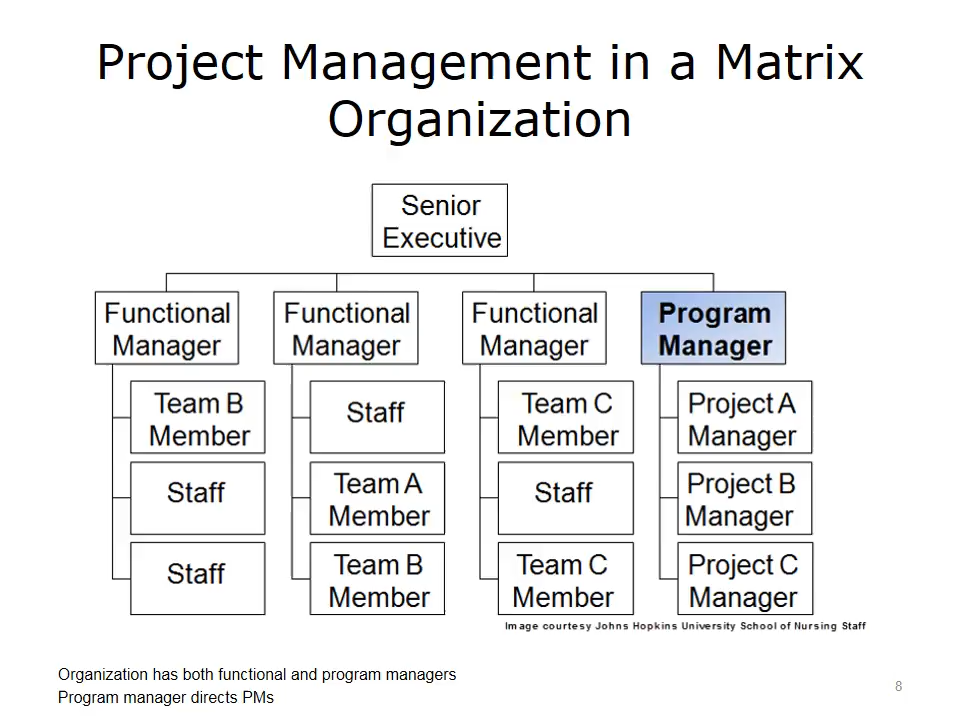 Project Management in a Matrix
Organization
Senior
Executive
Functional
Manager
Functional
Manager
Functional
Manager
Program
Manager
Team B
Member
Staff
Team C
Member
Project A
Manager
Staff
Team A
Member
Staff
Project B
Manager
Staff
Team B
Member
Team C
Member
Project C
Manager
Image courtesy Johns Hopkins University School of Nursing Staff
Organization has both functional and program managers
Program manager directs PMs
8